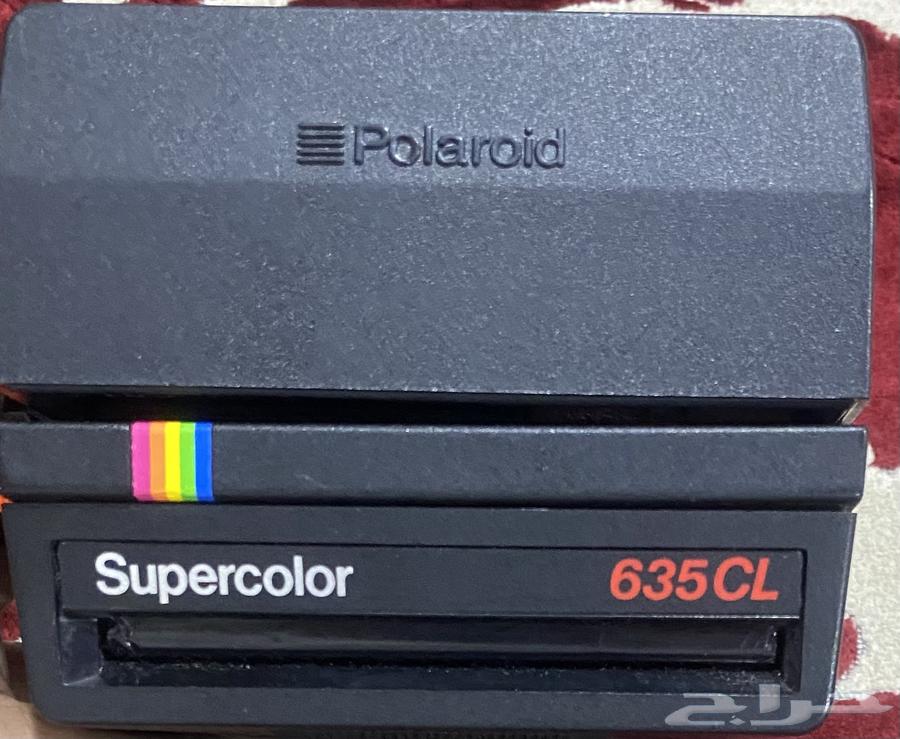 Polaroid
Supercolor 635CL
حراج